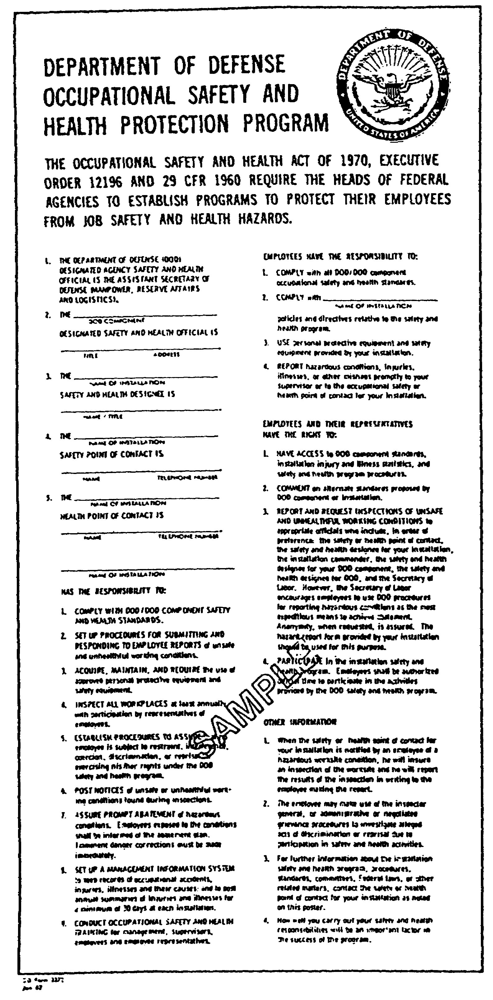 DEPARTMENT OF DEFENSE
OCCUPATIONAL SAFETY AND
HEALTH PROTECTION PROGRAM
DEPARTMENT OF DEFENSE
UNITED STATES OF AMERICA
THE OCCUPATIONAL SAFETY AND HEALTH ACT OF 1970, EXECUTIVE
ORDER 12196 AND 29 CFR 1960 REQUIRE THE HEADS OF FEDERAL
AGENCIES TO ESTABLISH PROGRAMS TO PROTECT THEIR EMPLOYEES
FROM JOB SAFETY AND HEALTH HAZARDS.
1. THE DEPARTMENT OF DEFENSE (DOD)
DESIGNATED AGENCY SAFETY AND HEALTH
OFFICIAL IS THE ASSISTANT SECRETARY OF
DEFENSE (MANPOWER, RESERVE AFFAIRS
AND LOGISTICS).
2. THE
DOD COMPONENT
DESIGNATED SAFETY AND HEALTH OFFICIAL IS
TITLE ADDRESS
3. THE
NAME OF INSTALLATION
SAFETY AND HEALTH DESIGNEE IS
NAME / TITLE
4. THE
NAME OF INSTALLATION
SAFETY POINT OF CONTACT IS
NAME TELEPHONE NUMBER
5. THE
NAME OF INSTALLATION
HEALTH POINT OF CONTACT IS
NAME TELEPHONE NUMBER
NAME OF INSTALLATION
HAS THE RESPONSIBILITY TO:
1. COMPLY WITH DOD/DOD COMPONENT SAFETY
AND HEALTH STANDARDS.
2. SET UP PROCEDURES FOR SUBMITTING AND
RESPONDING TO EMPLOYEE REPORTS of unsafe
and unhealthful working conditions.
3. ACQUIRE, MAINTAIN, AND REQUIRE the use of
approved personal protective equipment and
safety equipment.
4. INSPECT ALL WORKPLACES at least annually
with participation by representatives of
employees.
5. ESTABLISH PROCEDURES TO ASSURE
employee is subject to restraint,
coercion, discrimination, or reprisal
exercising his/her rights under the DOD
safety and health program.
6. POST NOTICES of unsafe or unhealthful work-
ing conditions found during inspections.
7. ASSURE PROMPT ABATEMENT of hazardous
conditions. Employees exposed to the conditions
shall be informed of the abatement plan.
Imminent danger corrections must be made
immediately.
8. SET UP A MANAGEMENT INFORMATION SYSTEM
to keep records of occupational accidents,
injuries, illnesses and their causes; and to post
annual summaries of injuries and illnesses for
a minimum of 30 days at each installation.
9. CONDUCT OCCUPATIONAL SAFETY AND HEALTH
TRAINING for management, supervisors,
employees and employee representatives.
EMPLOYEES HAVE THE RESPONSIBILITY TO:
1. COMPLY with all DOD/DOD component
occupational safety and health standards.
2. COMPLY with
NAME OF INSTALLATION
policies and directives relative to the safety and
health program.
3. USE personal protective equipment and safety
equipment provided by your installation.
4. REPORT hazardous conditions, injuries,
illnesses, or other mishaps promptly to your
supervisor or to the occupational safety or
health point of contact for your installation.
EMPLOYEES AND THEIR REPRESENTATIVES
HAVE THE RIGHT TO:
1. HAVE ACCESS to DOD component standards,
installation injury and illness statistics, and
safety and health program procedures.
2. COMMENT on alternate standards proposed by
DOD component or installation.
3. REPORT AND REQUEST INSPECTIONS OF UNSAFE
AND UNHEALTHFUL WORKING CONDITIONS to
appropriate officials who include, in order of
preference: the safety or health point of contact,
the safety and health designee for your installation,
the installation commander, the safety and health
designee for your DOD component, the safety and
health designee for DOD, and the Secretary of
Labor. However, the Secretary of Labor
encourages employees to use DOD procedures
for reporting hazardous conditions as the most
expeditious means to achieve abatement.
Anonymity, when requested, is assured. The
hazard report form provided by your installation
should be used for this purpose.
4. PARTICIPATE in the installation safety and
health program. Employees shall be authorized
official time to participate in the activities
provided by the DOD safety and health program.
OTHER INFORMATION
1. When the safety or health point of contact for
your installation is notified by an employee of a
hazardous worksite condition, he will insure
an inspection of the worksite and he will report
the results of the inspection in writing to the
employee making the report.
2. The employee may make use of the inspector
general, or administrative or negotiated
grievance procedures to investigate alleged
acts of discrimination or reprisal due to
participation in safety and health activities.
3. For further information about the installation
safety and health program, procedures,
standards, committees, Federal laws, or other
related matters, contact the safety or health
point of contact for your installation as noted
on this poster.
4. How well you carry out your safety and health
responsibilities will be an important factor in
the success of the program.
SAMPLE
DD Form
Jun 82